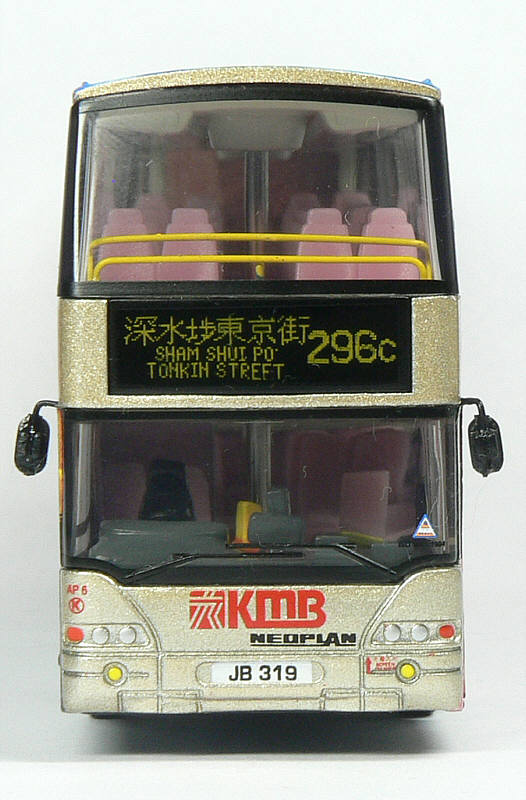 深水埗東京街
SHAM SHUI PO
TONKIN STREET
296c
AP 6
K
KMB
NEOPLAN
JB 319